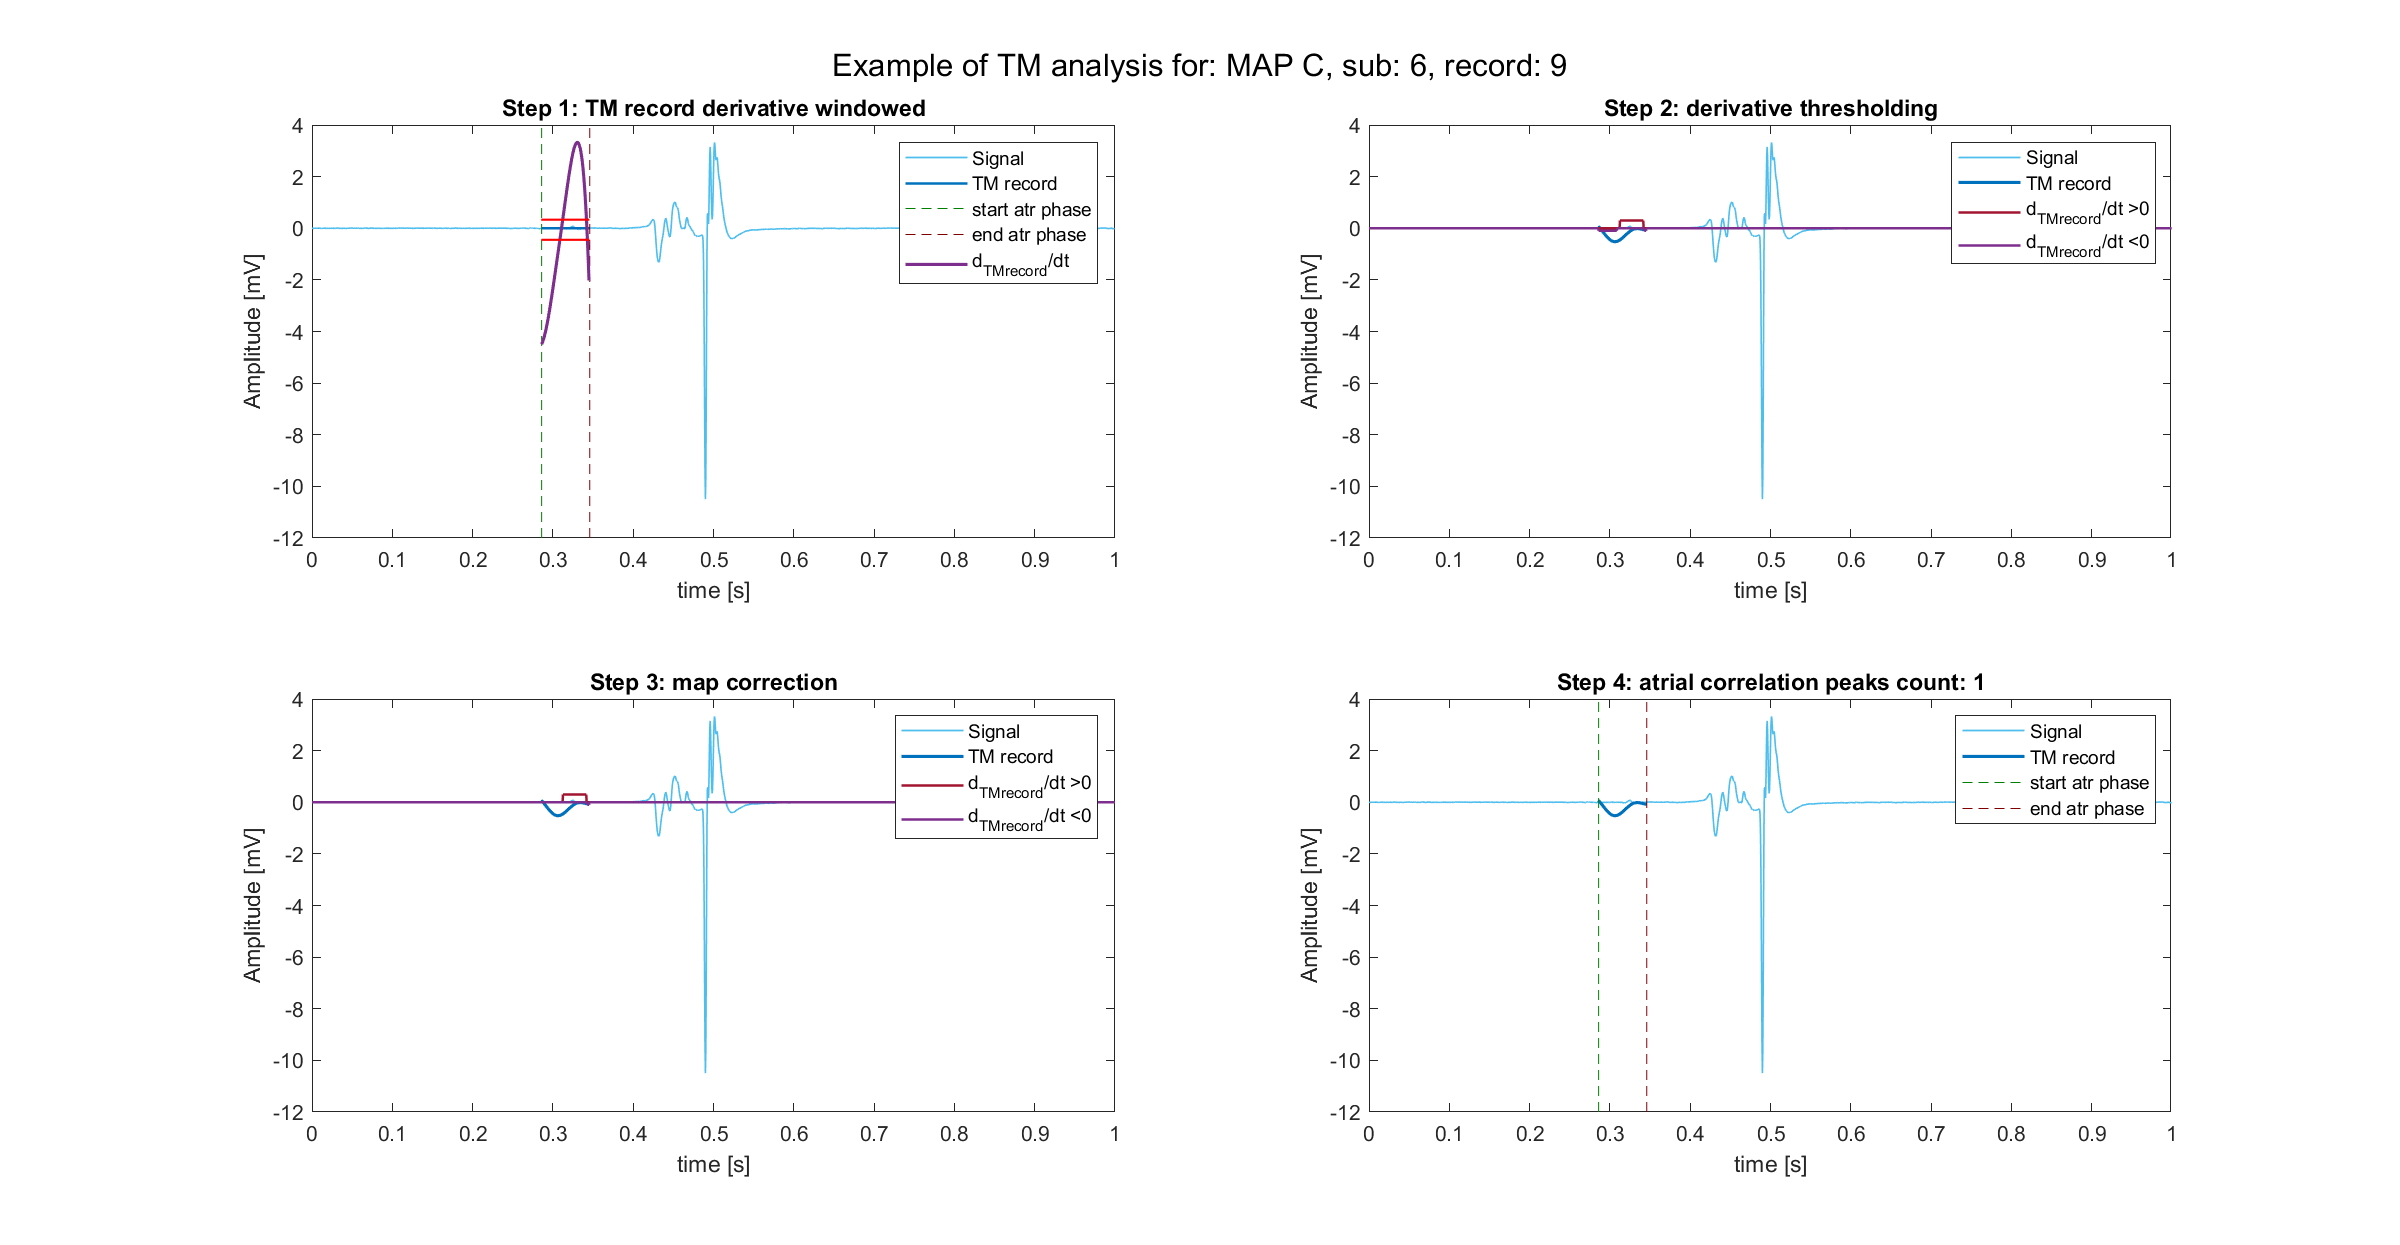 Example of TM analysis for: MAP C, sub: 6, record: 9
Step 1: TM record derivative windowed
4
2
0
-2
-4
-6
-8
-10
-12
Amplitude [mV]
0 0.1 0.2 0.3 0.4 0.5 0.6 0.7 0.8 0.9 1
time [s]
Signal
TM record
start atr phase
end atr phase
dTMrecord/dt
Step 2: derivative thresholding
4
2
0
-2
-4
-6
-8
-10
-12
Amplitude [mV]
0 0.1 0.2 0.3 0.4 0.5 0.6 0.7 0.8 0.9 1
time [s]
Signal
TM record
dTMrecord/dt >0
dTMrecord/dt <0
Step 3: map correction
4
2
0
-2
-4
-6
-8
-10
-12
Amplitude [mV]
0 0.1 0.2 0.3 0.4 0.5 0.6 0.7 0.8 0.9 1
time [s]
Signal
TM record
dTMrecord/dt >0
dTMrecord/dt <0
Step 4: atrial correlation peaks count: 1
4
2
0
-2
-4
-6
-8
-10
-12
Amplitude [mV]
0 0.1 0.2 0.3 0.4 0.5 0.6 0.7 0.8 0.9 1
time [s]
Signal
TM record
start atr phase
end atr phase